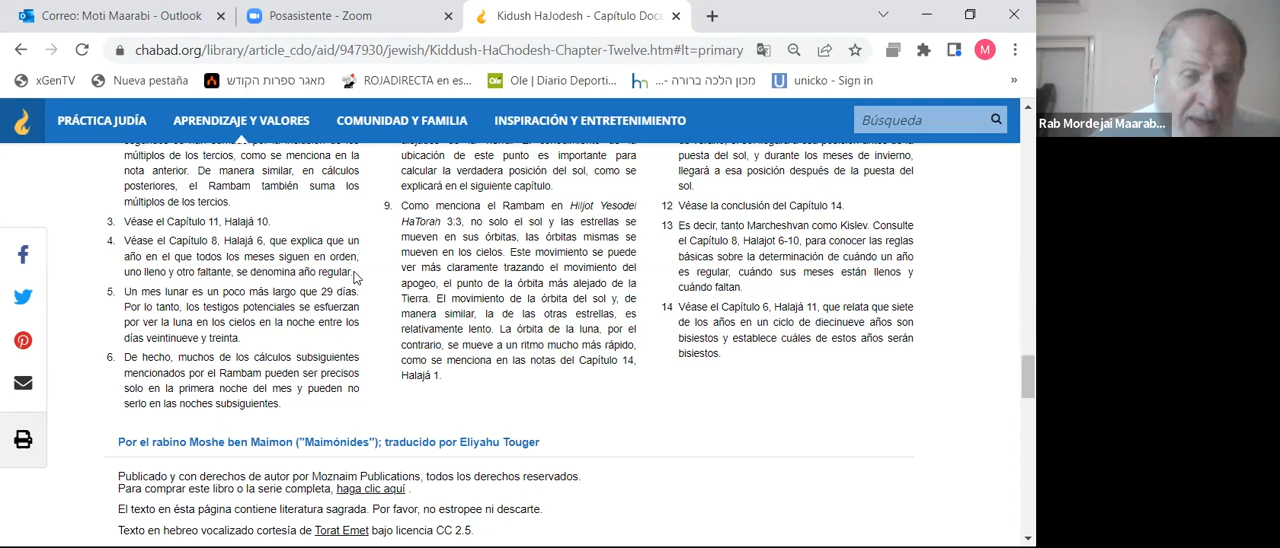 Correo: Moti Maarabi - Outlook
Posasistente - Zoom
Kidush HaJodesh - Capítulo Doce
chabad.org/library/article_cdo/aid/947930/jewish/Kiddush-HaChodesh-Chapter-Twelve.htm#lt=primary
M
xGenTV
Nueva pestaña
מאגר ספרות הקודש
ROJADIRECTA en es...
Ole | Diario Deporti...
מכון הלכה ברורה -...
unicko - Sign in
»
PRÁCTICA JUDÍA
APRENDIZAJE Y VALORES
COMUNIDAD Y FAMILIA
INSPIRACIÓN Y ENTRETENIMIENTO
Búsqueda
Rab Mordejai Maarab...
múltiplos de los tercios, como se menciona en la
nota anterior. De manera similar, en cálculos
posteriores, el Rambam también suma los
múltiplos de los tercios.
3. Véase el Capítulo 11, Halajá 10.
4. Véase el Capítulo 8, Halajá 6, que explica que un
año en el que todos los meses siguen en orden,
uno lleno y otro faltante, se denomina año regular.
5. Un mes lunar es un poco más largo que 29 días.
Por lo tanto, los testigos potenciales se esfuerzan
por ver la luna en los cielos en la noche entre los
días veintinueve y treinta.
6. De hecho, muchos de los cálculos subsiguientes
mencionados por el Rambam pueden ser precisos
solo en la primera noche del mes y pueden no
serlo en las noches subsiguientes.
ubicación de este punto es importante para
calcular la verdadera posición del sol, como se
explicará en el siguiente capítulo.
9. Como menciona el Rambam en Hiljot Yesodei
HaTorah 3:3, no solo el sol y las estrellas se
mueven en sus órbitas, las órbitas mismas se
mueven en los cielos. Este movimiento se puede
ver más claramente trazando el movimiento del
apogeo, el punto de la órbita más alejado de la
Tierra. El movimiento de la órbita del sol y, de
manera similar, la de las otras estrellas, es
relativamente lento. La órbita de la luna, por el
contrario, se mueve a un ritmo mucho más rápido,
como se menciona en las notas del Capítulo 14,
Halajá 1.
puesta del sol, y durante los meses de invierno,
llegará a esa posición después de la puesta del
sol.
12 Véase la conclusión del Capítulo 14.
13 Es decir, tanto Marcheshvan como Kislev. Consulte
el Capítulo 8, Halajot 6-10, para conocer las reglas
básicas sobre la determinación de cuándo un año
es regular, cuándo sus meses están llenos y
cuándo faltan.
14 Véase el Capítulo 6, Halajá 11, que relata que siete
de los años en un ciclo de diecinueve años son
bisiestos y establece cuáles de estos años serán
bisiestos.
Por el rabino Moshe ben Maimon ("Maimónides"); traducido por Eliyahu Touger
Publicado y con derechos de autor por Moznaim Publications, todos los derechos reservados.
Para comprar este libro o la serie completa, haga clic aquí .
El texto en ésta página contiene literatura sagrada. Por favor, no estropee ni descarte.
Texto en hebreo vocalizado cortesía de Torat Emet bajo licencia CC 2.5.